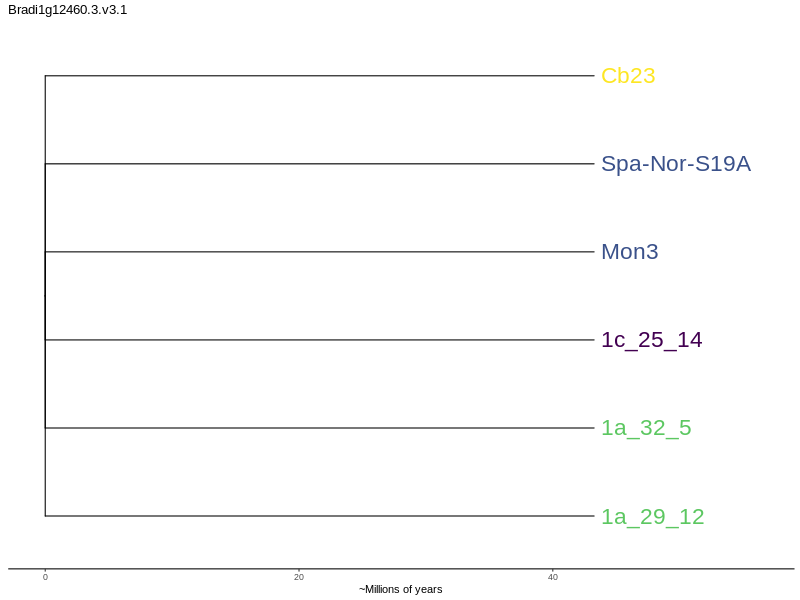 Bradi1g12460.3.v3.1
Cb23
Spa-Nor-S19A
Mon3
1c_25_14
1a_32_5
1a_29_12
0 20 40
~Millions of years